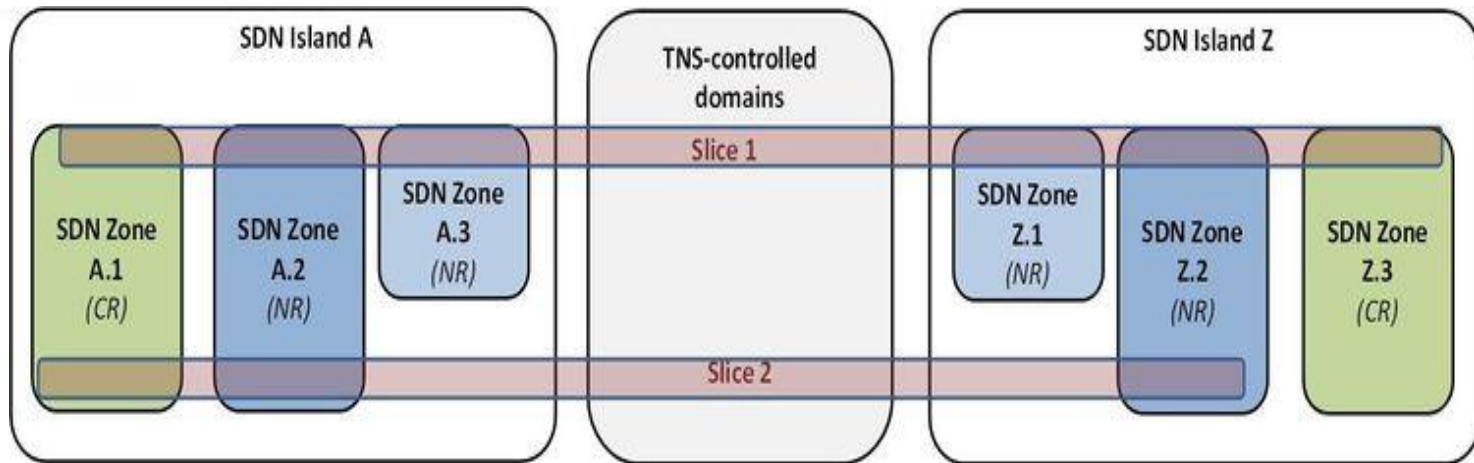 SDN Island A
TNS-controlled
domains
SDN Island Z
Slice 1
SDN Zone
A.1
(CR)
SDN Zone
A.2
(NR)
SDN Zone
A.3
(NR)
SDN Zone
Z.1
(NR)
SDN Zone
Z.2
(NR)
SDN Zone
Z.3
(CR)
Slice 2